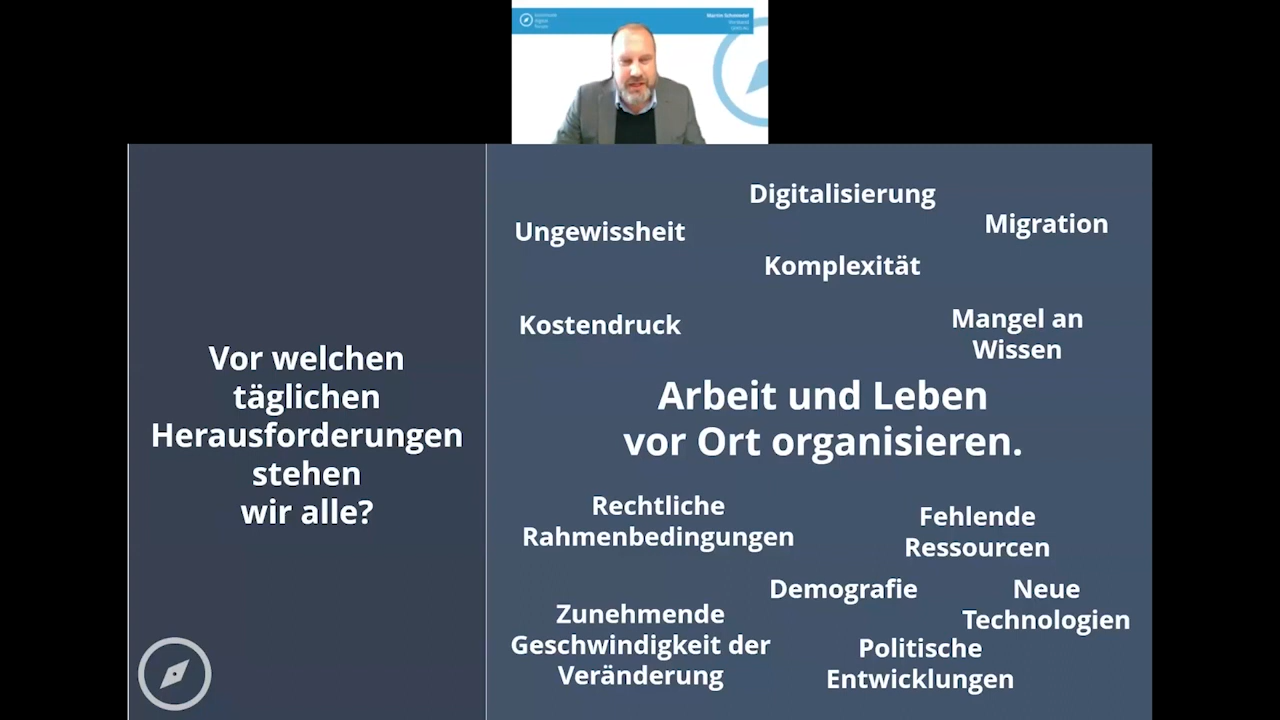 Vor welchen
täglichen
Herausforderungen
stehen
wir alle?
Digitalisierung
Migration
Ungewissheit
Komplexität
Kostendruck
Mangel an
Wissen
Arbeit und Leben
vor Ort organisieren.
Rechtliche
Rahmenbedingungen
Fehlende
Ressourcen
Demografie
Neue
Technologien
Zunehmende
Geschwindigkeit der
Veränderung
Politische
Entwicklungen